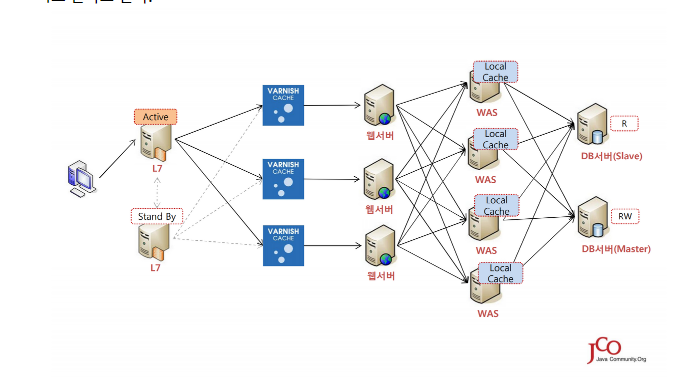 Active
L7
Stand By
L7
VARNISH
CACHE
VARNISH
CACHE
VARNISH
CACHE
웹서버
웹서버
웹서버
Local
Cache
WAS
Local
Cache
WAS
Local
Cache
WAS
Local
Cache
WAS
R
DB서버(Slave)
RW
DB서버(Master)
JCO
Java Community.Org